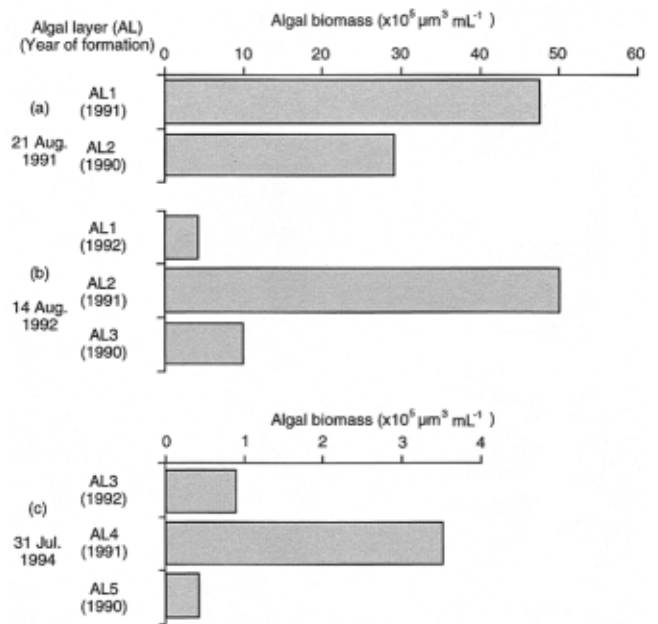 Algal layer (AL)
(Year of formation)
Algal biomass (x10⁵ µm³ mL⁻¹)
0 10 20 30 40 50 60
(a)
21 Aug.
1991
AL1
(1991)
AL2
(1990)
(b)
14 Aug.
1992
AL1
(1992)
AL2
(1991)
AL3
(1990)
Algal biomass (x10⁵ µm³ mL⁻¹)
0 1 2 3 4
(c)
31 Jul.
1994
AL3
(1992)
AL4
(1991)
AL5
(1990)